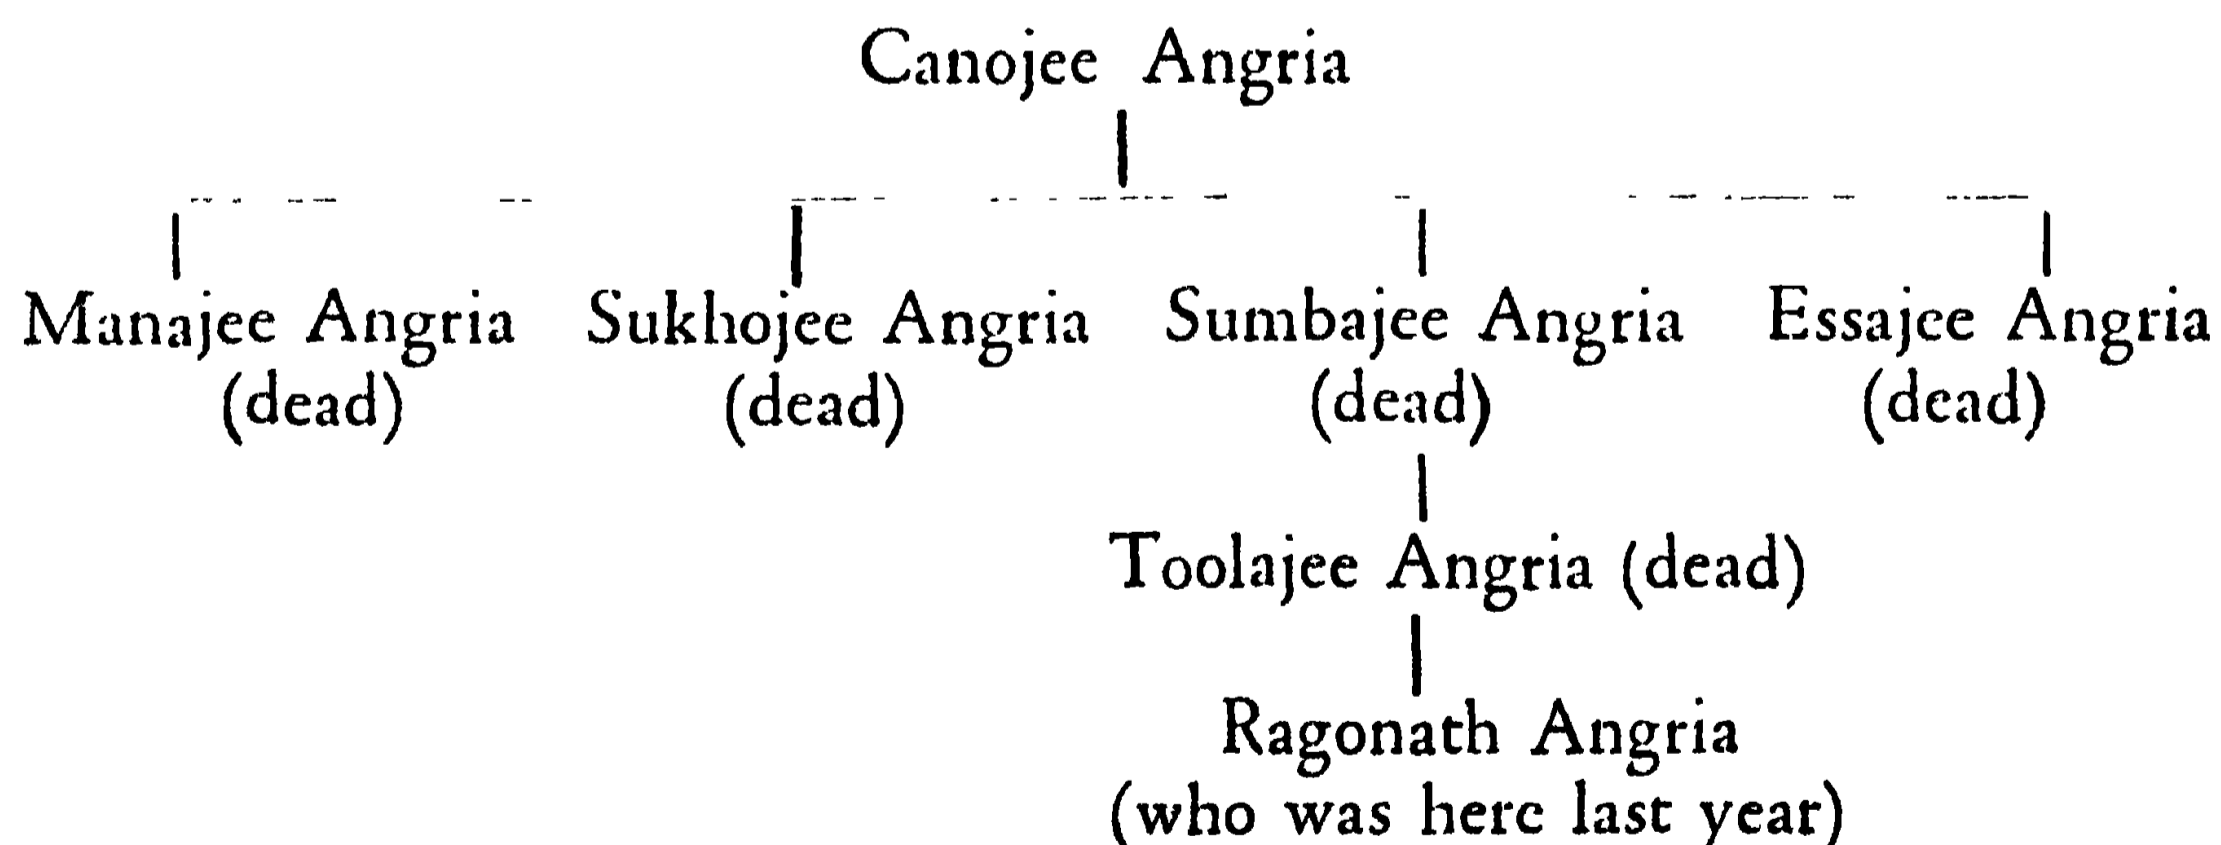 Canojee Angria
Manajee Angria Sukhojee Angria Sumbajee Angria Essajee Angria
(dead) (dead) (dead) (dead)
Toolajee Angria (dead)
Ragonath Angria
(who was here last year)